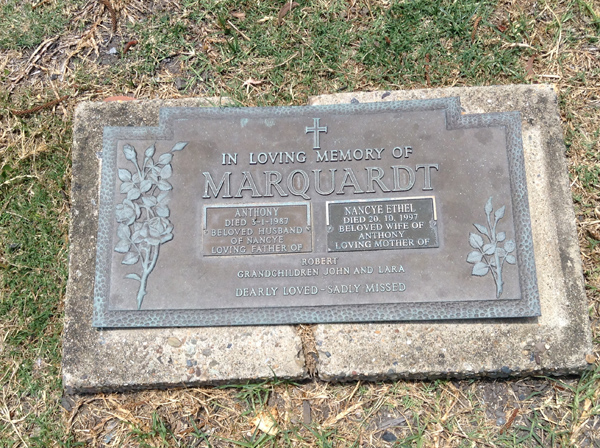 IN LOVING MEMORY OF
MARQUARDT
ANTHONY
DIED 3-1-1987
BELOVED HUSBAND
OF NANCYE
LOVING FATHER OF
NANCYE ETHEL
DIED 20. 10. 1997
BELOVED WIFE OF
ANTHONY
LOVING MOTHER OF
ROBERT
GRANDCHILDREN JOHN AND LARA
DEARLY LOVED - SADLY MISSED